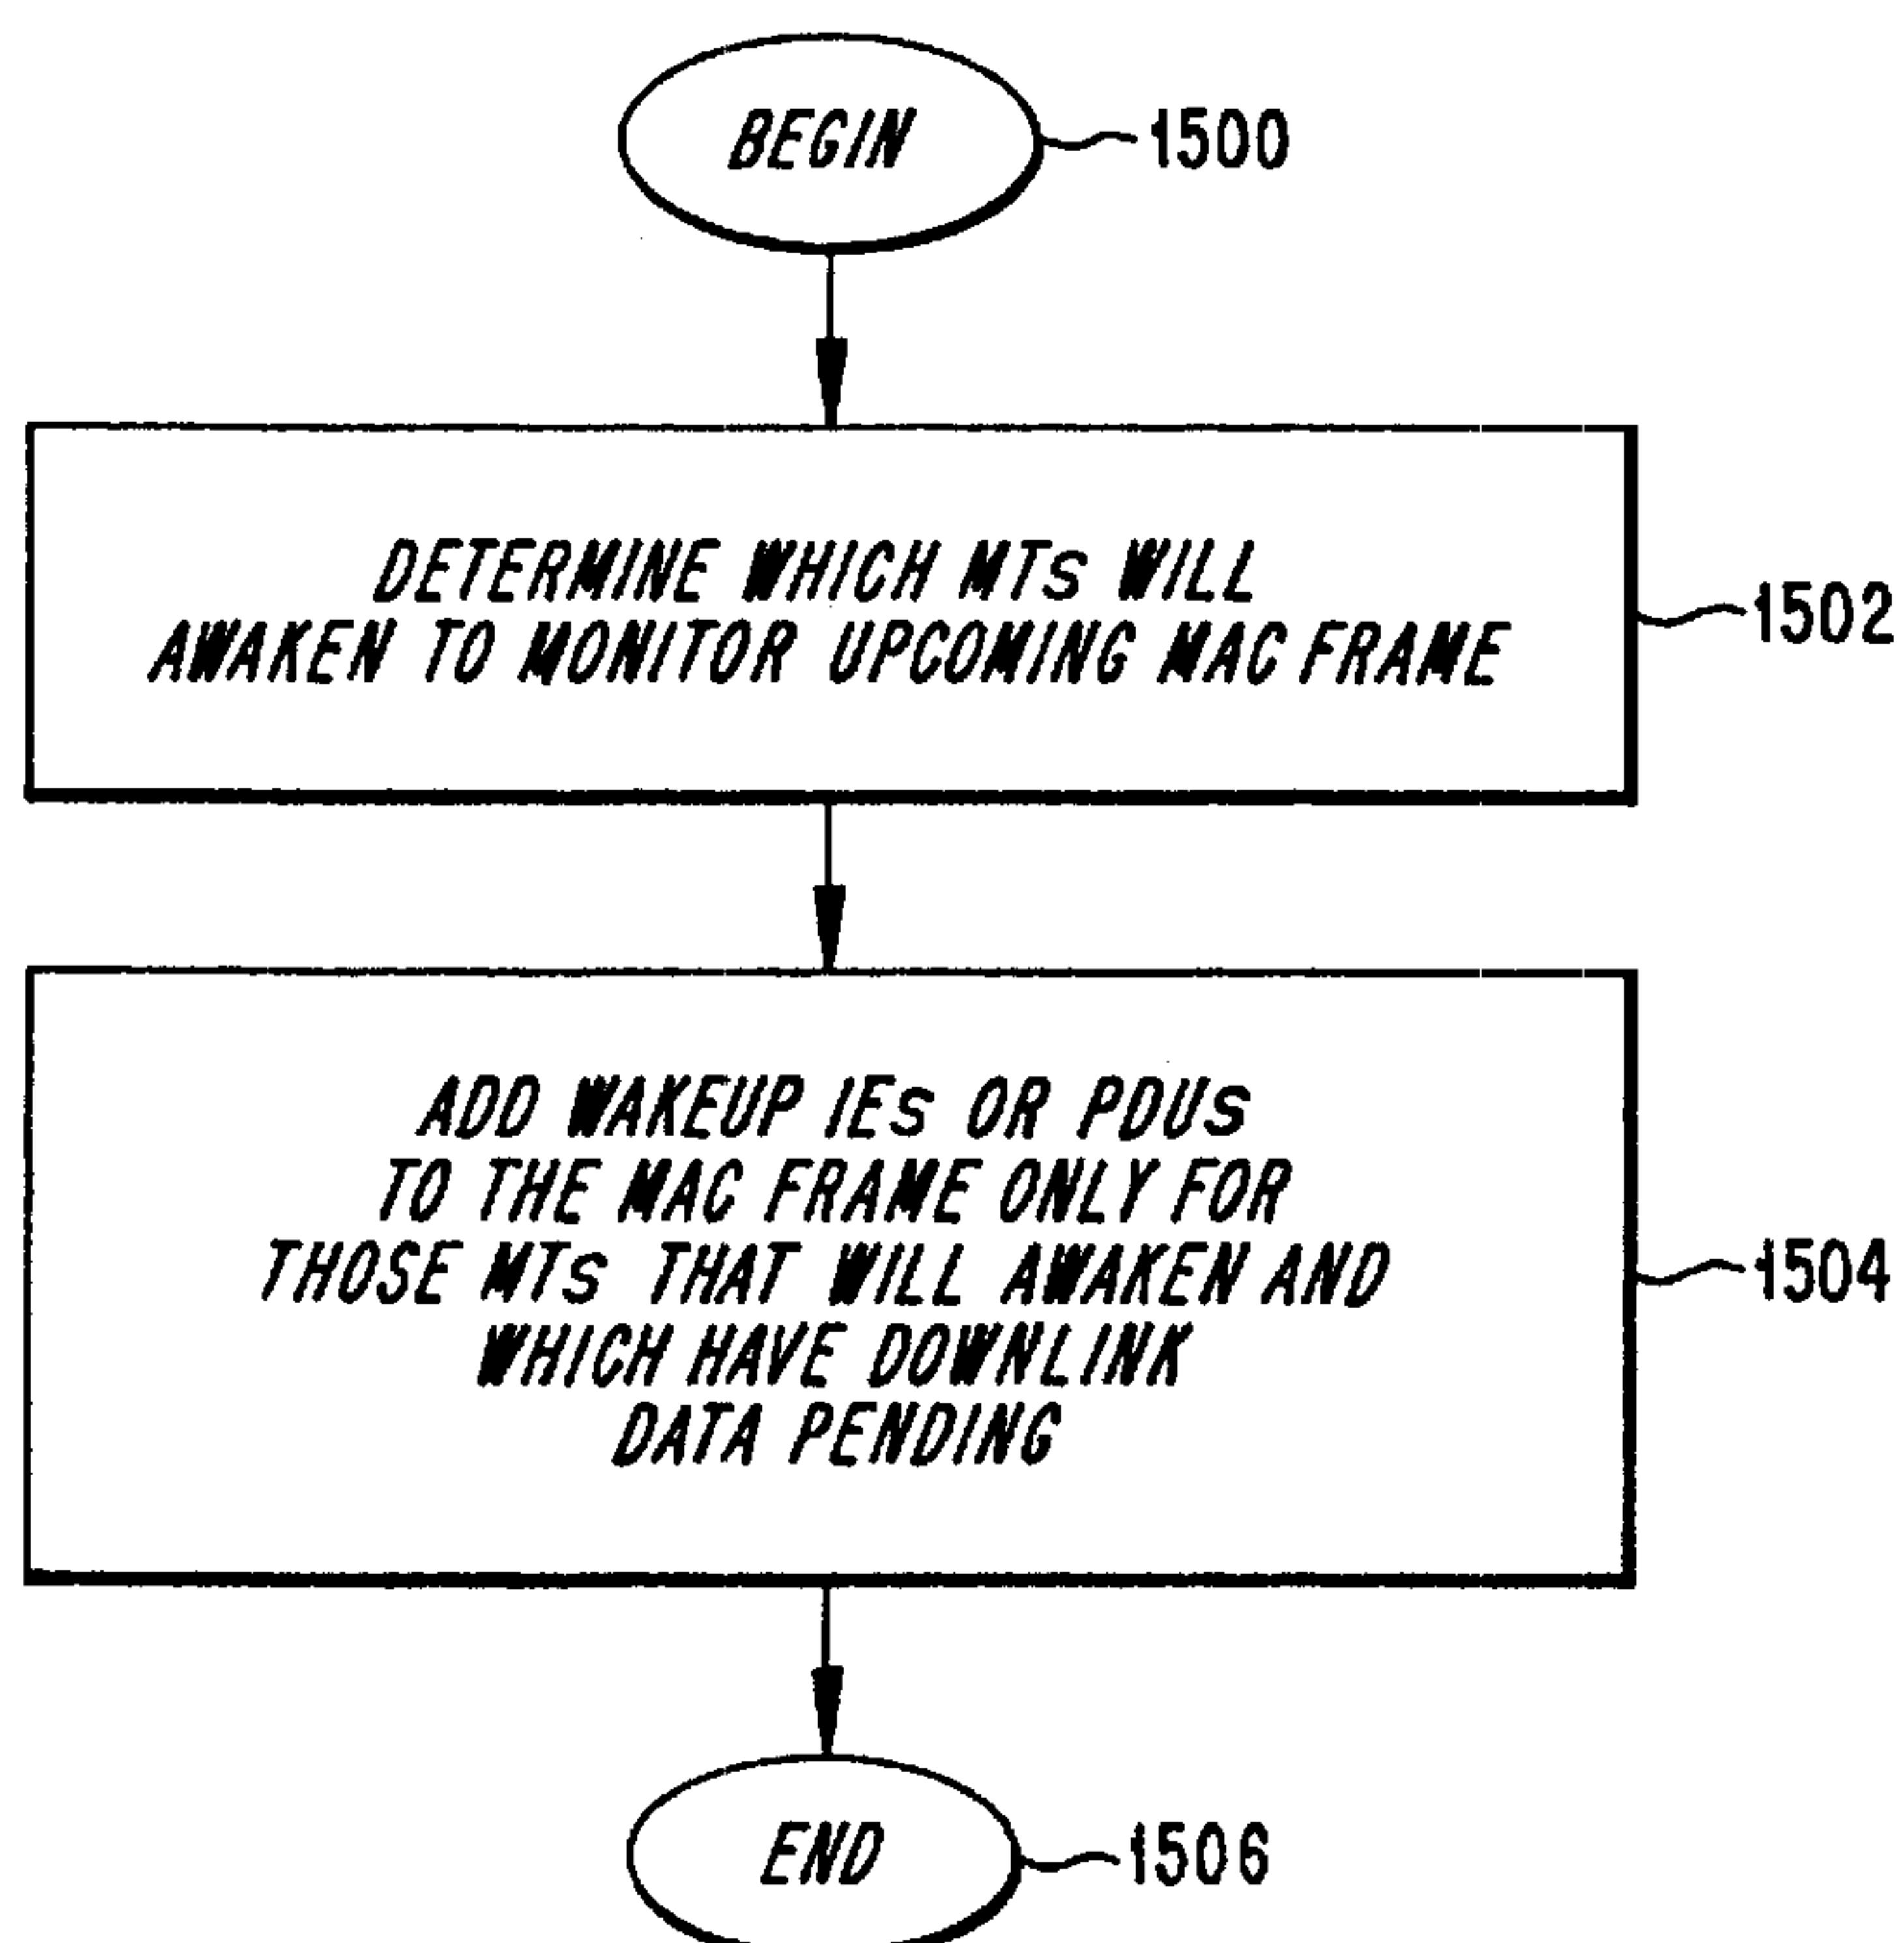 BEGIN
1500
DETERMINE WHICH MTs WILL
AWAKEN TO MONITOR UPCOMING MAC FRAME
1502
ADD WAKEUP IEs OR PDUs
TO THE MAC FRAME ONLY FOR
THOSE MTs THAT WILL AWAKEN AND
WHICH HAVE DOWNLINK
DATA PENDING
1504
END
1506